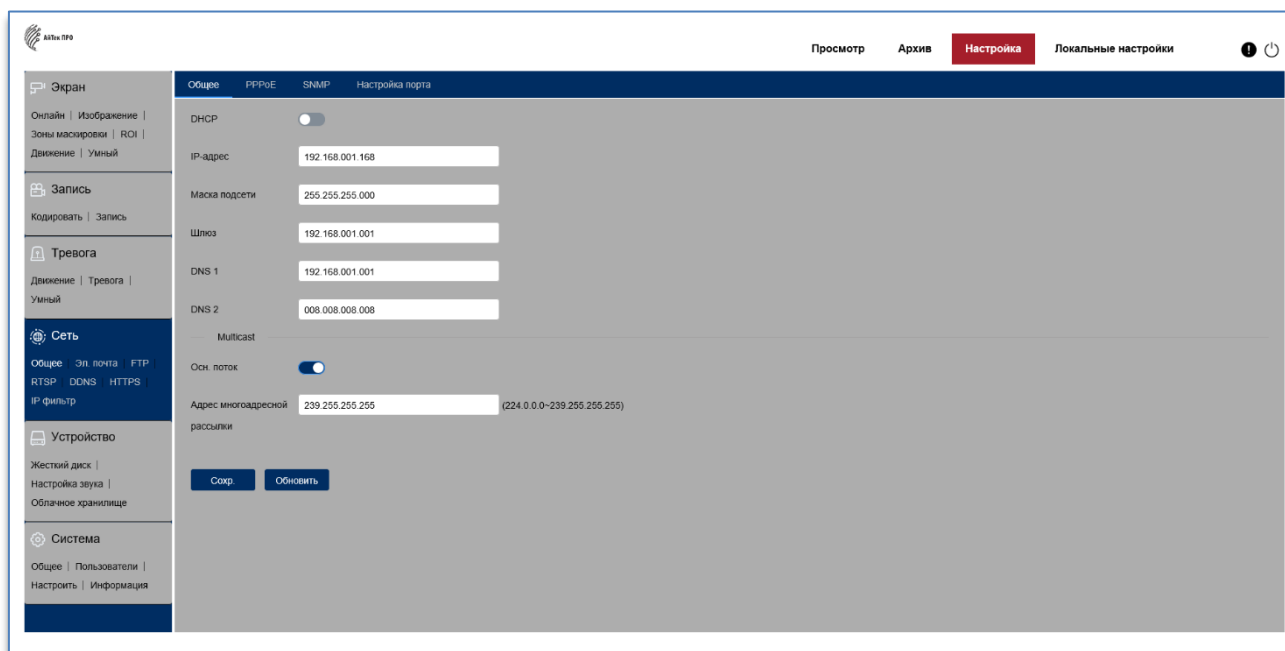 АйТек ПРО
Просмотр Архив Настройка Локальные настройки
Экран
Онлайн | Изображение |
Зоны маскировки | ROI |
Движение | Умный
Запись
Кодировать | Запись
Тревога
Движение | Тревога |
Умный
Сеть
Общее | Эл. почта | FTP |
RTSP | DDNS | HTTPS |
IP фильтр
Устройство
Жесткий диск |
Настройка звука |
Облачное хранилище
Система
Общее | Пользователи |
Настроить | Информация
Общее PPPoE SNMP Настройка порта
DHCP
IP-адрес 192.168.001.168
Маска подсети 255.255.255.000
Шлюз 192.168.001.001
DNS 1 192.168.001.001
DNS 2 008.008.008.008
Multicast
Осн. поток
Адрес многоадресной 239.255.255.255 (224.0.0.0~239.255.255.255)
рассылки
Сохр. Обновить